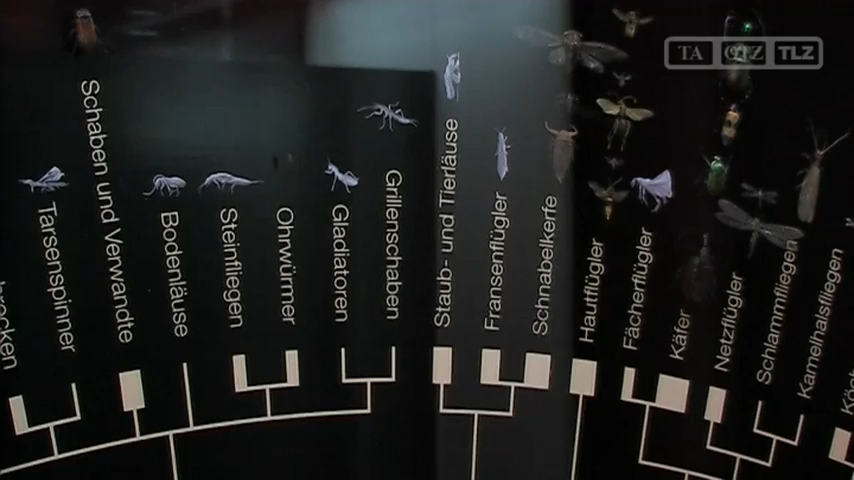 TA OTZ TLZ
Tarsenspinner
Schaben und Verwandte
Bodenläuse
Steinfliegen
Ohrwürmer
Gladiatoren
Grillenschaben
Staub- und Tierläuse
Fransenflügler
Schnabelkerfe
Hautflügler
Fächerflügler
Käfer
Netzflügler
Schlammfliegen
Kamelhalsfliegen